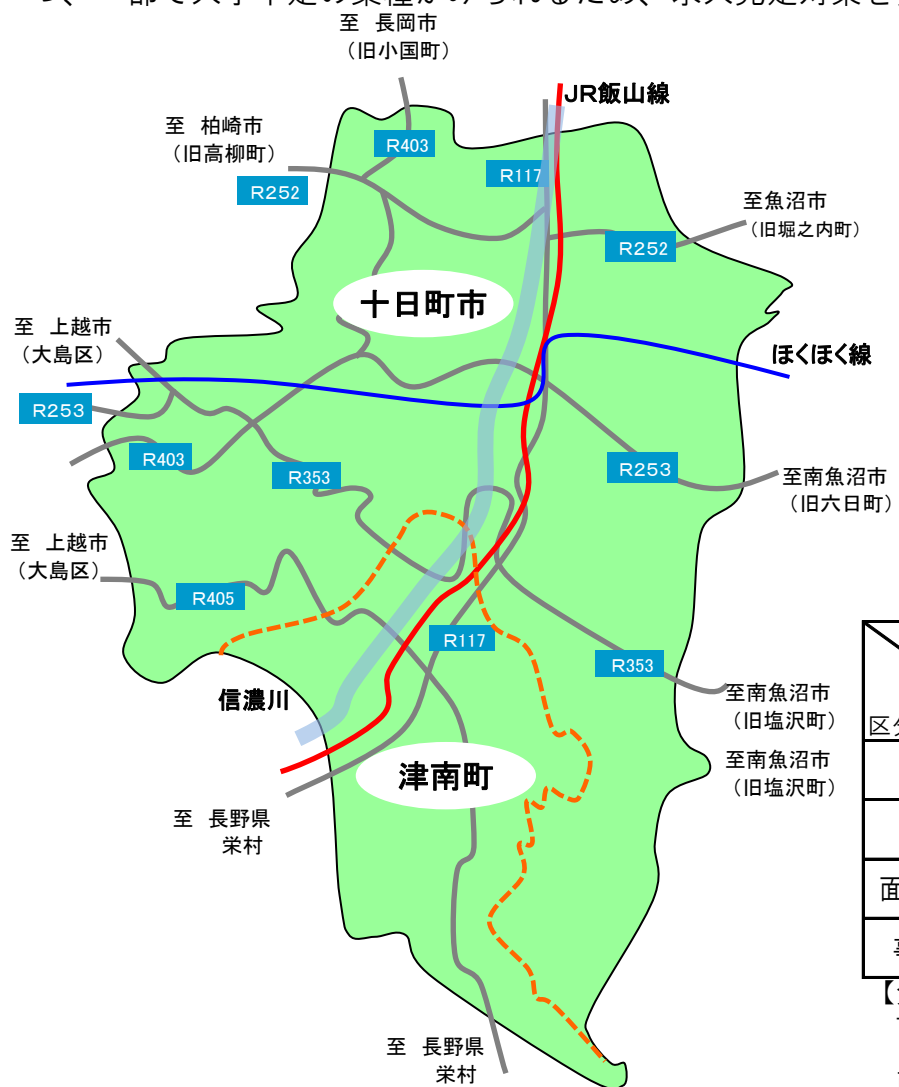 至 長岡市
（旧小国町）
JR飯山線
至 柏崎市
（旧高柳町）
R403
R117
R252
至魚沼市
（旧堀之内町）
R252
十日町市
至 上越市
（大島区）
ほくほく線
R253
R403
R353
R253
至南魚沼市
（旧六日町）
至 上越市
（大島区）
R405
R117
R353
信濃川
至南魚沼市
（旧塩沢町）
至南魚沼市
（旧塩沢町）
津南町
至 長野県
栄村
至 長野県
栄村
区
面